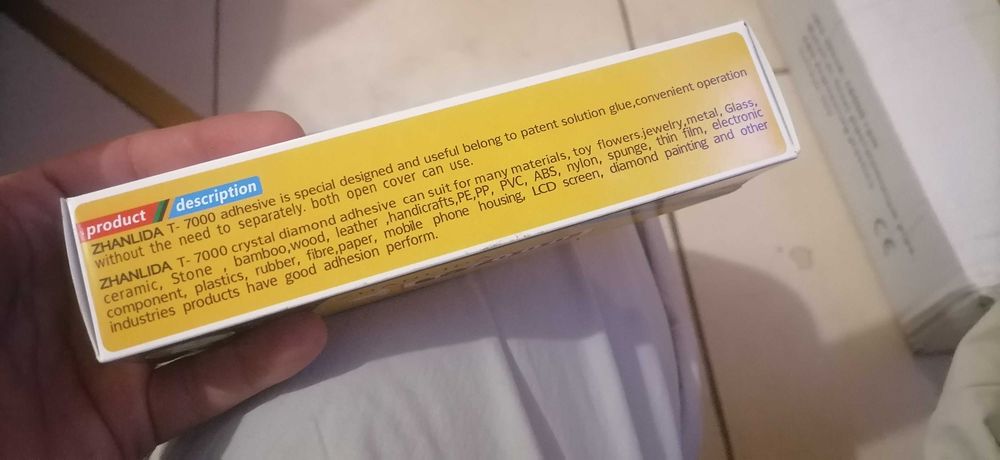 product / description
ZHANLIDA T- 7000 adhesive is special designed and useful belong to patent solution glue,convenient operation
without the need to separately. both open cover can use.
ZHANLIDA T- 7000 crystal diamond adhesive can suit for many materials, toy flowers,jewelry,metal, Glass,
ceramic, Stone , bamboo,wood, leather ,handicrafts,PE,PP, PVC, ABS, nylon, spunge, thin film, electronic
component, plastics, rubber, fibre,paper, mobile phone housing, LCD screen, diamond painting and other
industries products have good adhesion perform.
CE